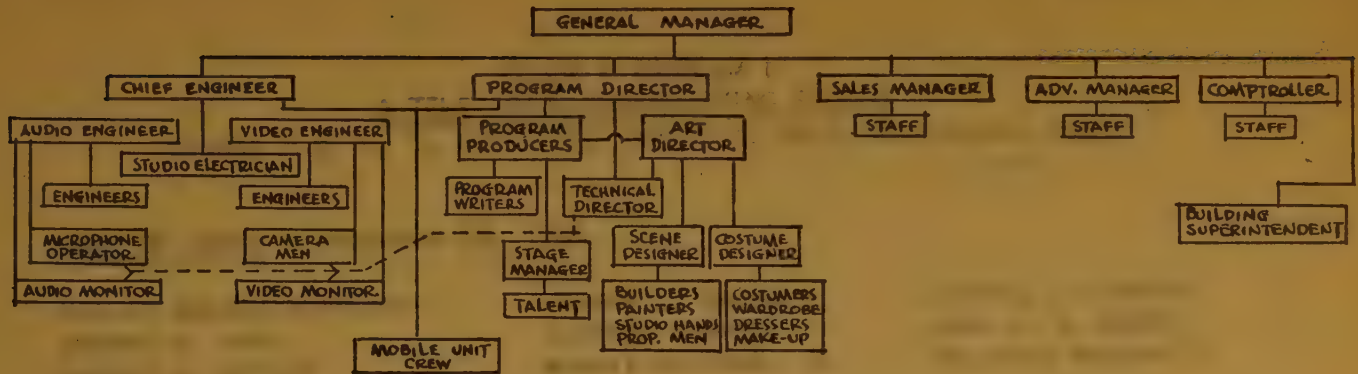 GENERAL MANAGER
CHIEF ENGINEER
PROGRAM DIRECTOR
SALES MANAGER
ADV. MANAGER
COMPTROLLER
AUDIO ENGINEER
VIDEO ENGINEER
PROGRAM
PRODUCERS
ART
DIRECTOR
STAFF
STAFF
STAFF
STUDIO ELECTRICIAN
ENGINEERS
ENGINEERS
PROGRAM
WRITERS
TECHNICAL
DIRECTOR
BUILDING
SUPERINTENDENT
MICROPHONE
OPERATOR
CAMERA
MEN
STAGE
MANAGER
SCENE
DESIGNER
COSTUME
DESIGNER
AUDIO MONITOR
VIDEO MONITOR
TALENT
BUILDERS
PAINTERS
STUDIO HANDS
PROP. MEN
COSTUMERS
WARDROBE
DRESSERS
MAKE-UP
MOBILE UNIT
CREW